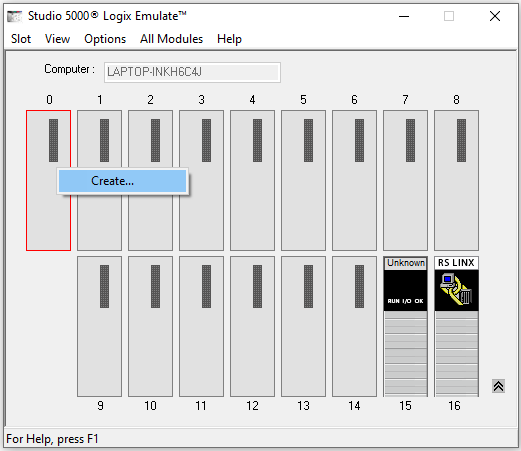 Studio 5000® Logix Emulate™
Slot View Options All Modules Help
Computer : LAPTOP-INKH6C4J
0 1 2 3 4 5 6 7 8
Create...
Unknown RS LINX
RUN I/O OK
9 10 11 12 13 14 15 16
For Help, press F1